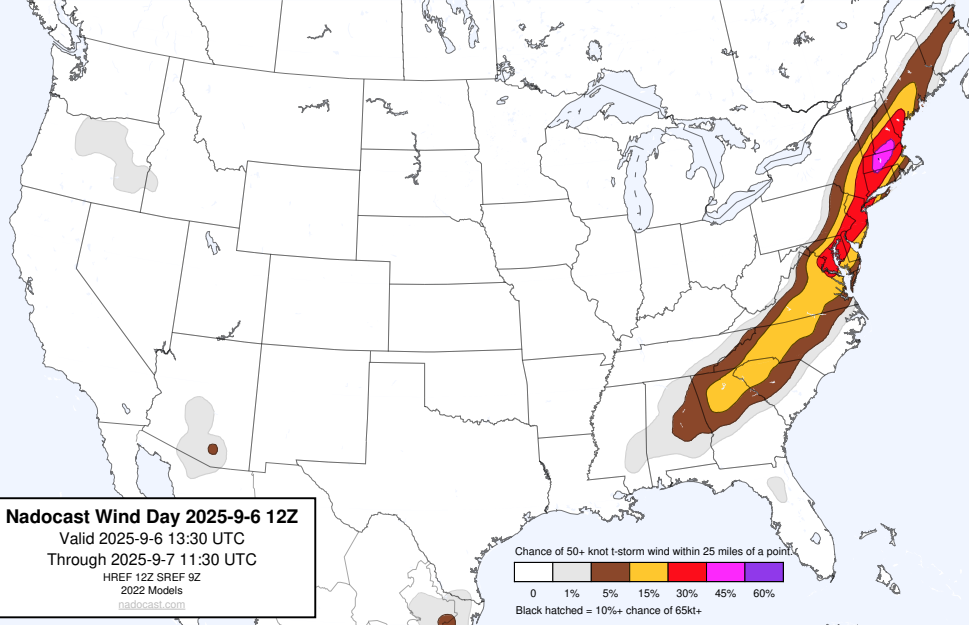 Nadocast Wind Day 2025-9-6 12Z
Valid 2025-9-6 13:30 UTC
Through 2025-9-7 11:30 UTC
HREF 12Z SREF 9Z
2022 Models
nadocast.com
Chance of 50+ knot t-storm wind within 25 miles of a point.
0 1% 5% 15% 30% 45% 60%
Black hatched = 10%+ chance of 65kt+